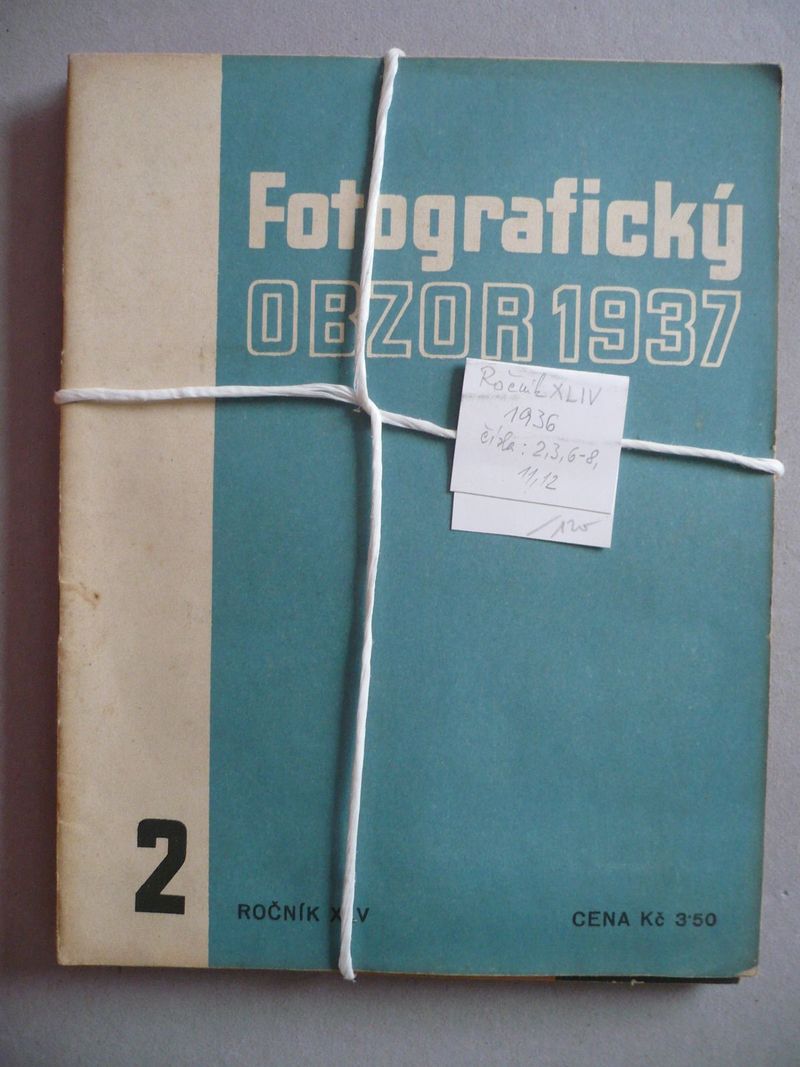 Fotografický
OBZOR 1937
Ročník XLIV
1936
čísla: 2,3,6-8,
11,12
2
ROČNÍK XLV
CENA Kč 3·50